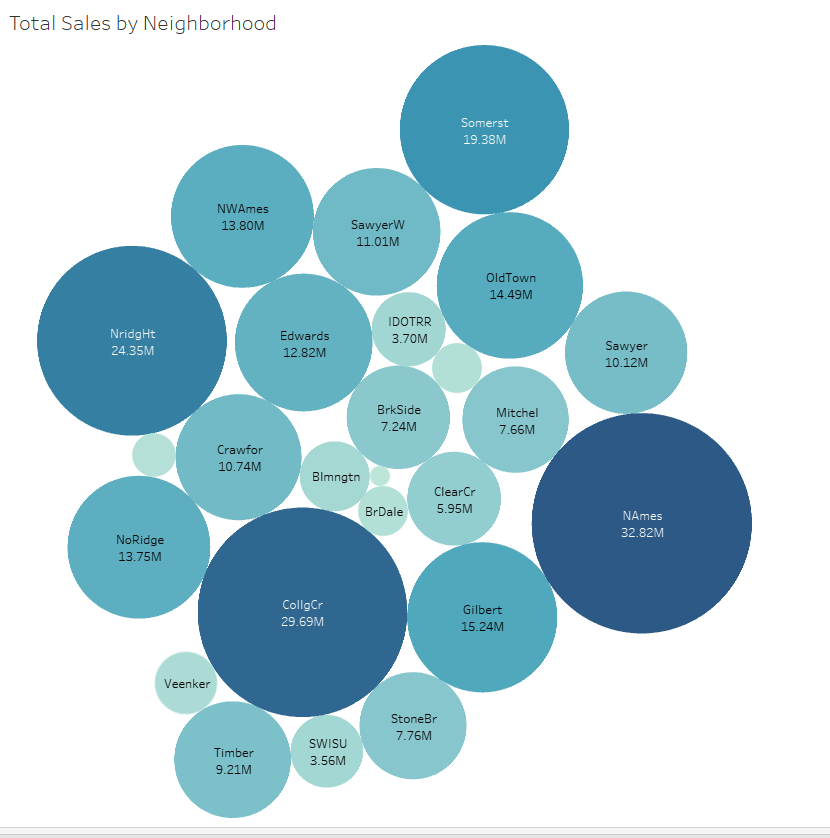 Total Sales by Neighborhood
Somerst
19.38M
NWAmes
13.80M
SawyerW
11.01M
OldTown
14.49M
NridgHt
24.35M
Edwards
12.82M
IDOTRR
3.70M
Sawyer
10.12M
BrkSide
7.24M
Mitchel
7.66M
Crawfor
10.74M
Blmngtn
BrDale
ClearCr
5.95M
NAmes
32.82M
NoRidge
13.75M
CollgCr
29.69M
Gilbert
15.24M
Veenker
StoneBr
7.76M
Timber
9.21M
SWISU
3.56M